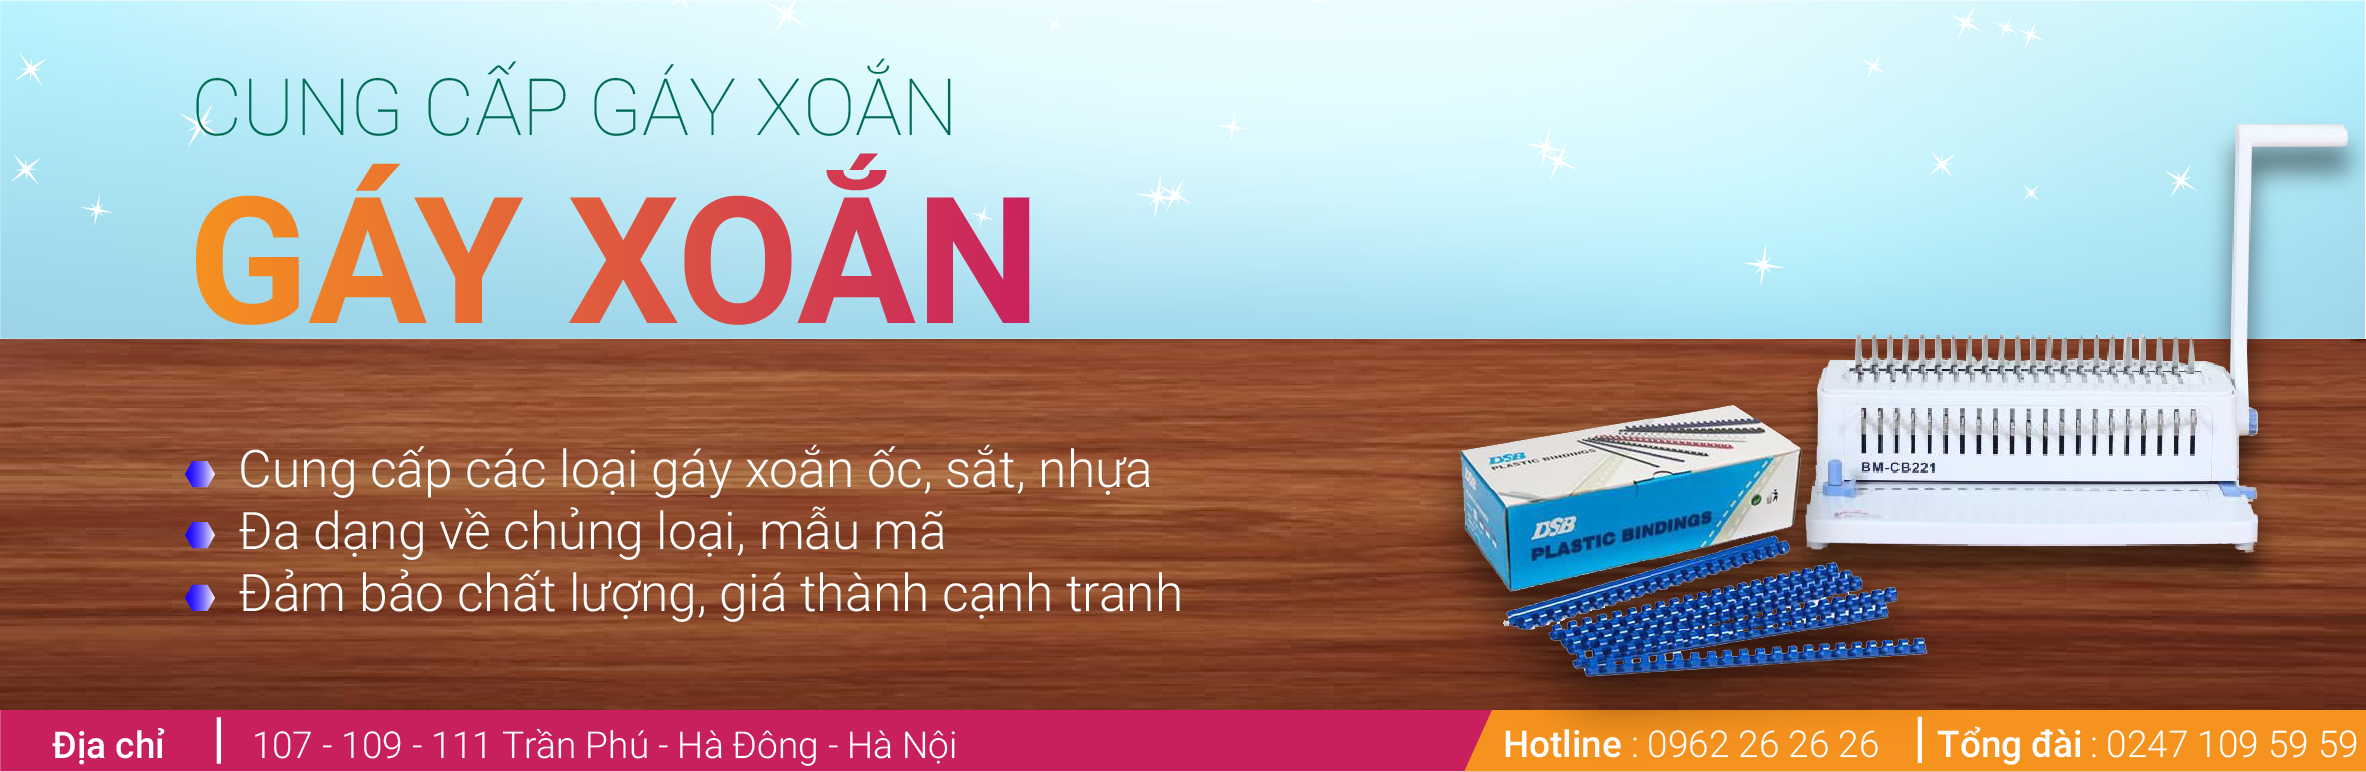 CUNG CẤP GÁY XOẮN
GÁY XOẮN
Cung cấp các loại gáy xoắn ốc, sắt, nhựa
Đa dạng về chủng loại, mẫu mã
Đảm bảo chất lượng, giá thành cạnh tranh
DSB
PLASTIC BINDINGS
DSB
PLASTIC BINDINGS
BM-CB221
Địa chỉ | 107 - 109 - 111 Trần Phú - Hà Đông - Hà Nội
Hotline : 0962 26 26 26 | Tổng đài : 0247 109 59 59